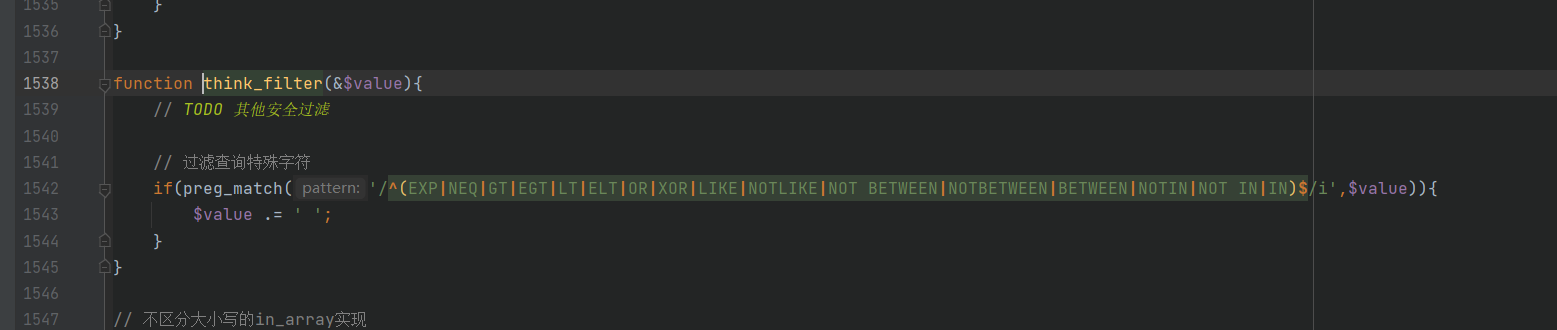 1535 }
1536 }
1537
1538 function think_filter(&$value){
1539 // TODO 其他安全过滤
1540
1541 // 过滤查询特殊字符
1542 if(preg_match( pattern: '/^(EXP|NEQ|GT|EGT|LT|ELT|OR|XOR|LIKE|NOTLIKE|NOT BETWEEN|NOTBETWEEN|BETWEEN|NOTIN|NOT IN|IN)$/i',$value)){
1543 $value .= ' ';
1544 }
1545 }
1546
1547 // 不区分大小写的in_array实现